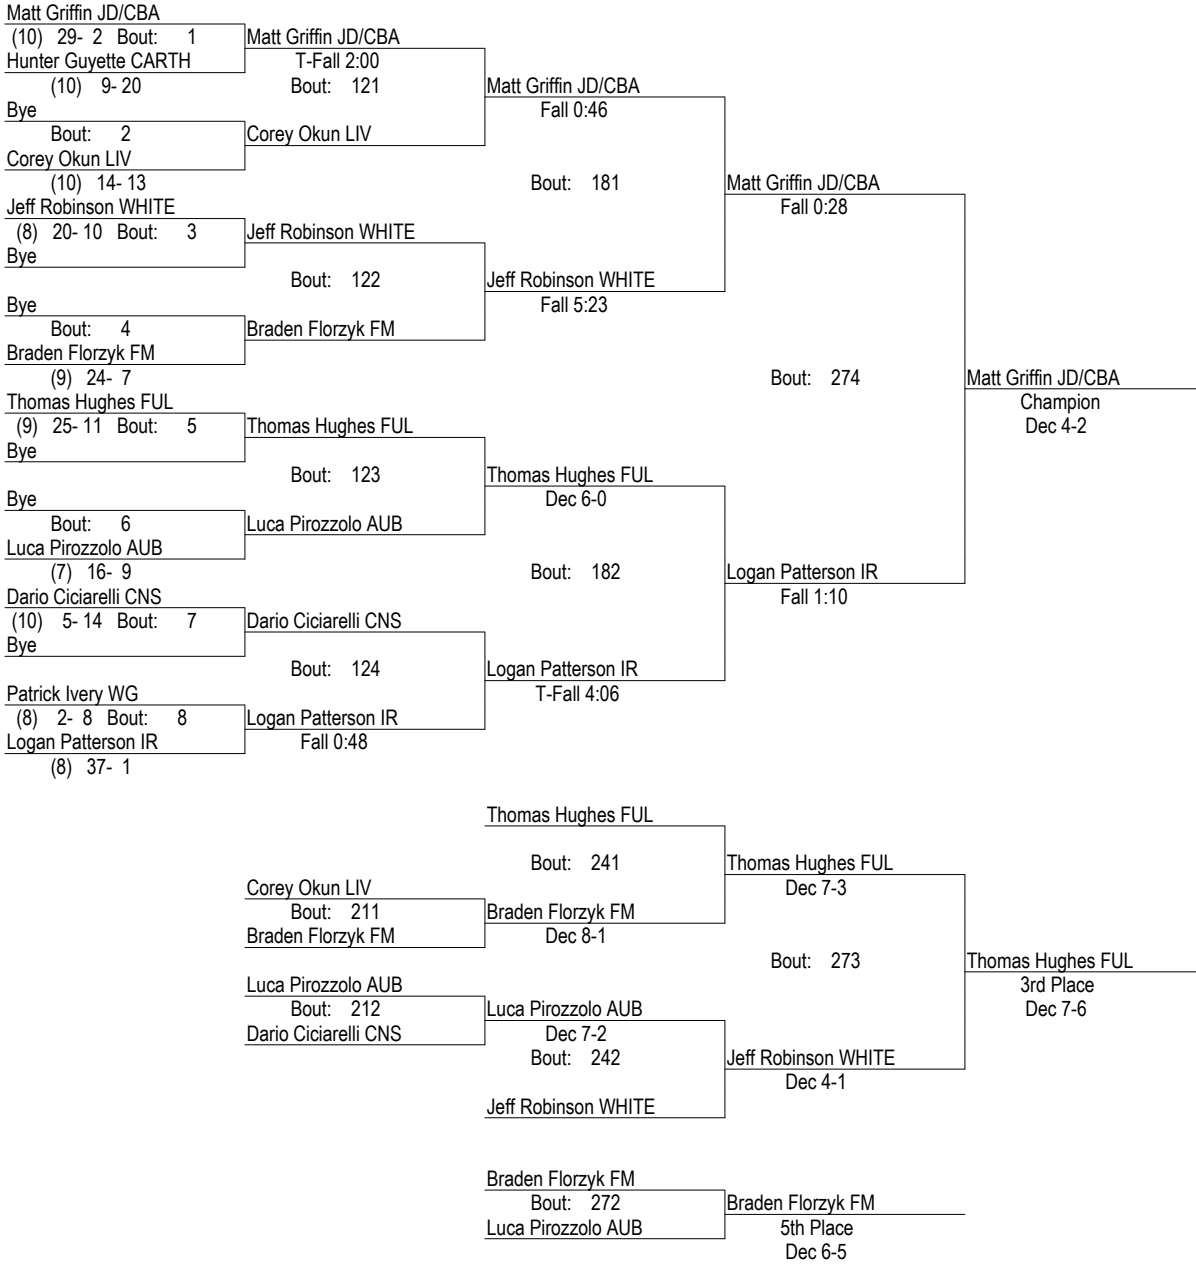 Matt Griffin JD/CBA
(10) 29- 2 Bout: 1
Hunter Guyette CARTH
(10) 9- 20
Bye
Bout: 2
Corey Okun LIV
(10) 14- 13
Jeff Robinson WHITE
(8) 20- 10 Bout: 3
Bye
Bye
Bout: 4
Braden Florzyk FM
(9) 24- 7
Thomas Hughes FUL
(9) 25- 11 Bout: 5
Bye
Bye
Bout: 6
Luca Pirozzolo AUB
(7) 16- 9
Dario Ciciarelli CNS
(10) 5- 14 Bout: 7
Bye
Patrick Ivery WG
(8) 2- 8 Bout: 8
Logan Patterson IR
(8) 37- 1
Matt Griffin JD/CBA
T-Fall 2:00
Bout: 121
Corey Okun LIV
Jeff Robinson WHITE
Bout: 122
Braden Florzyk FM
Thomas Hughes FUL
Bout: 123
Luca Pirozzolo AUB
Dario Ciciarelli CNS
Bout: 124
Logan Patterson IR
Fall 0:48
Matt Griffin JD/CBA
Fall 0:46
Bout: 181
Jeff Robinson WHITE
Fall 5:23
Thomas Hughes FUL
Dec 6-0
Bout: 182
Logan Patterson IR
T-Fall 4:06
Matt Griffin JD/CBA
Fall 0:28
Bout: 274
Logan Patterson IR
Fall 1:10
Matt Griffin JD/CBA
Champion
Dec 4-2
Corey Okun LIV
Bout: 211
Braden Florzyk FM
Luca Pirozzolo AUB
Bout: 212
Dario Ciciarelli CNS
Thomas Hughes FUL
Bout: 241
Braden Florzyk FM
Dec 8-1
Luca Pirozzolo AUB
Dec 7-2
Bout: 242
Jeff Robinson WHITE
Thomas Hughes FUL
Dec 7-3
Bout: 273
Jeff Robinson WHITE
Dec 4-1
Thomas Hughes FUL
3rd Place
Dec 7-6
Braden Florzyk FM
Bout: 272
Luca Pirozzolo AUB
Braden Florzyk FM
5th Place
Dec 6-5